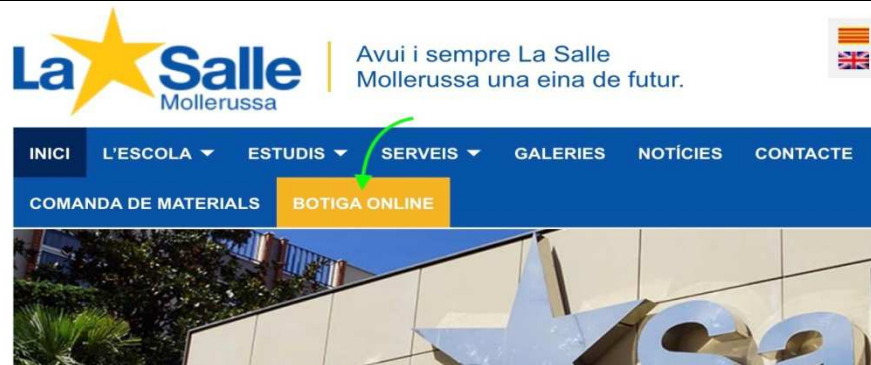 La Salle
Mollerussa
Avui i sempre La Salle
Mollerussa una eina de futur.
INICI L'ESCOLA ESTUDIS SERVEIS GALERIES NOTÍCIES CONTACTE
COMANDA DE MATERIALS BOTIGA ONLINE
Sa